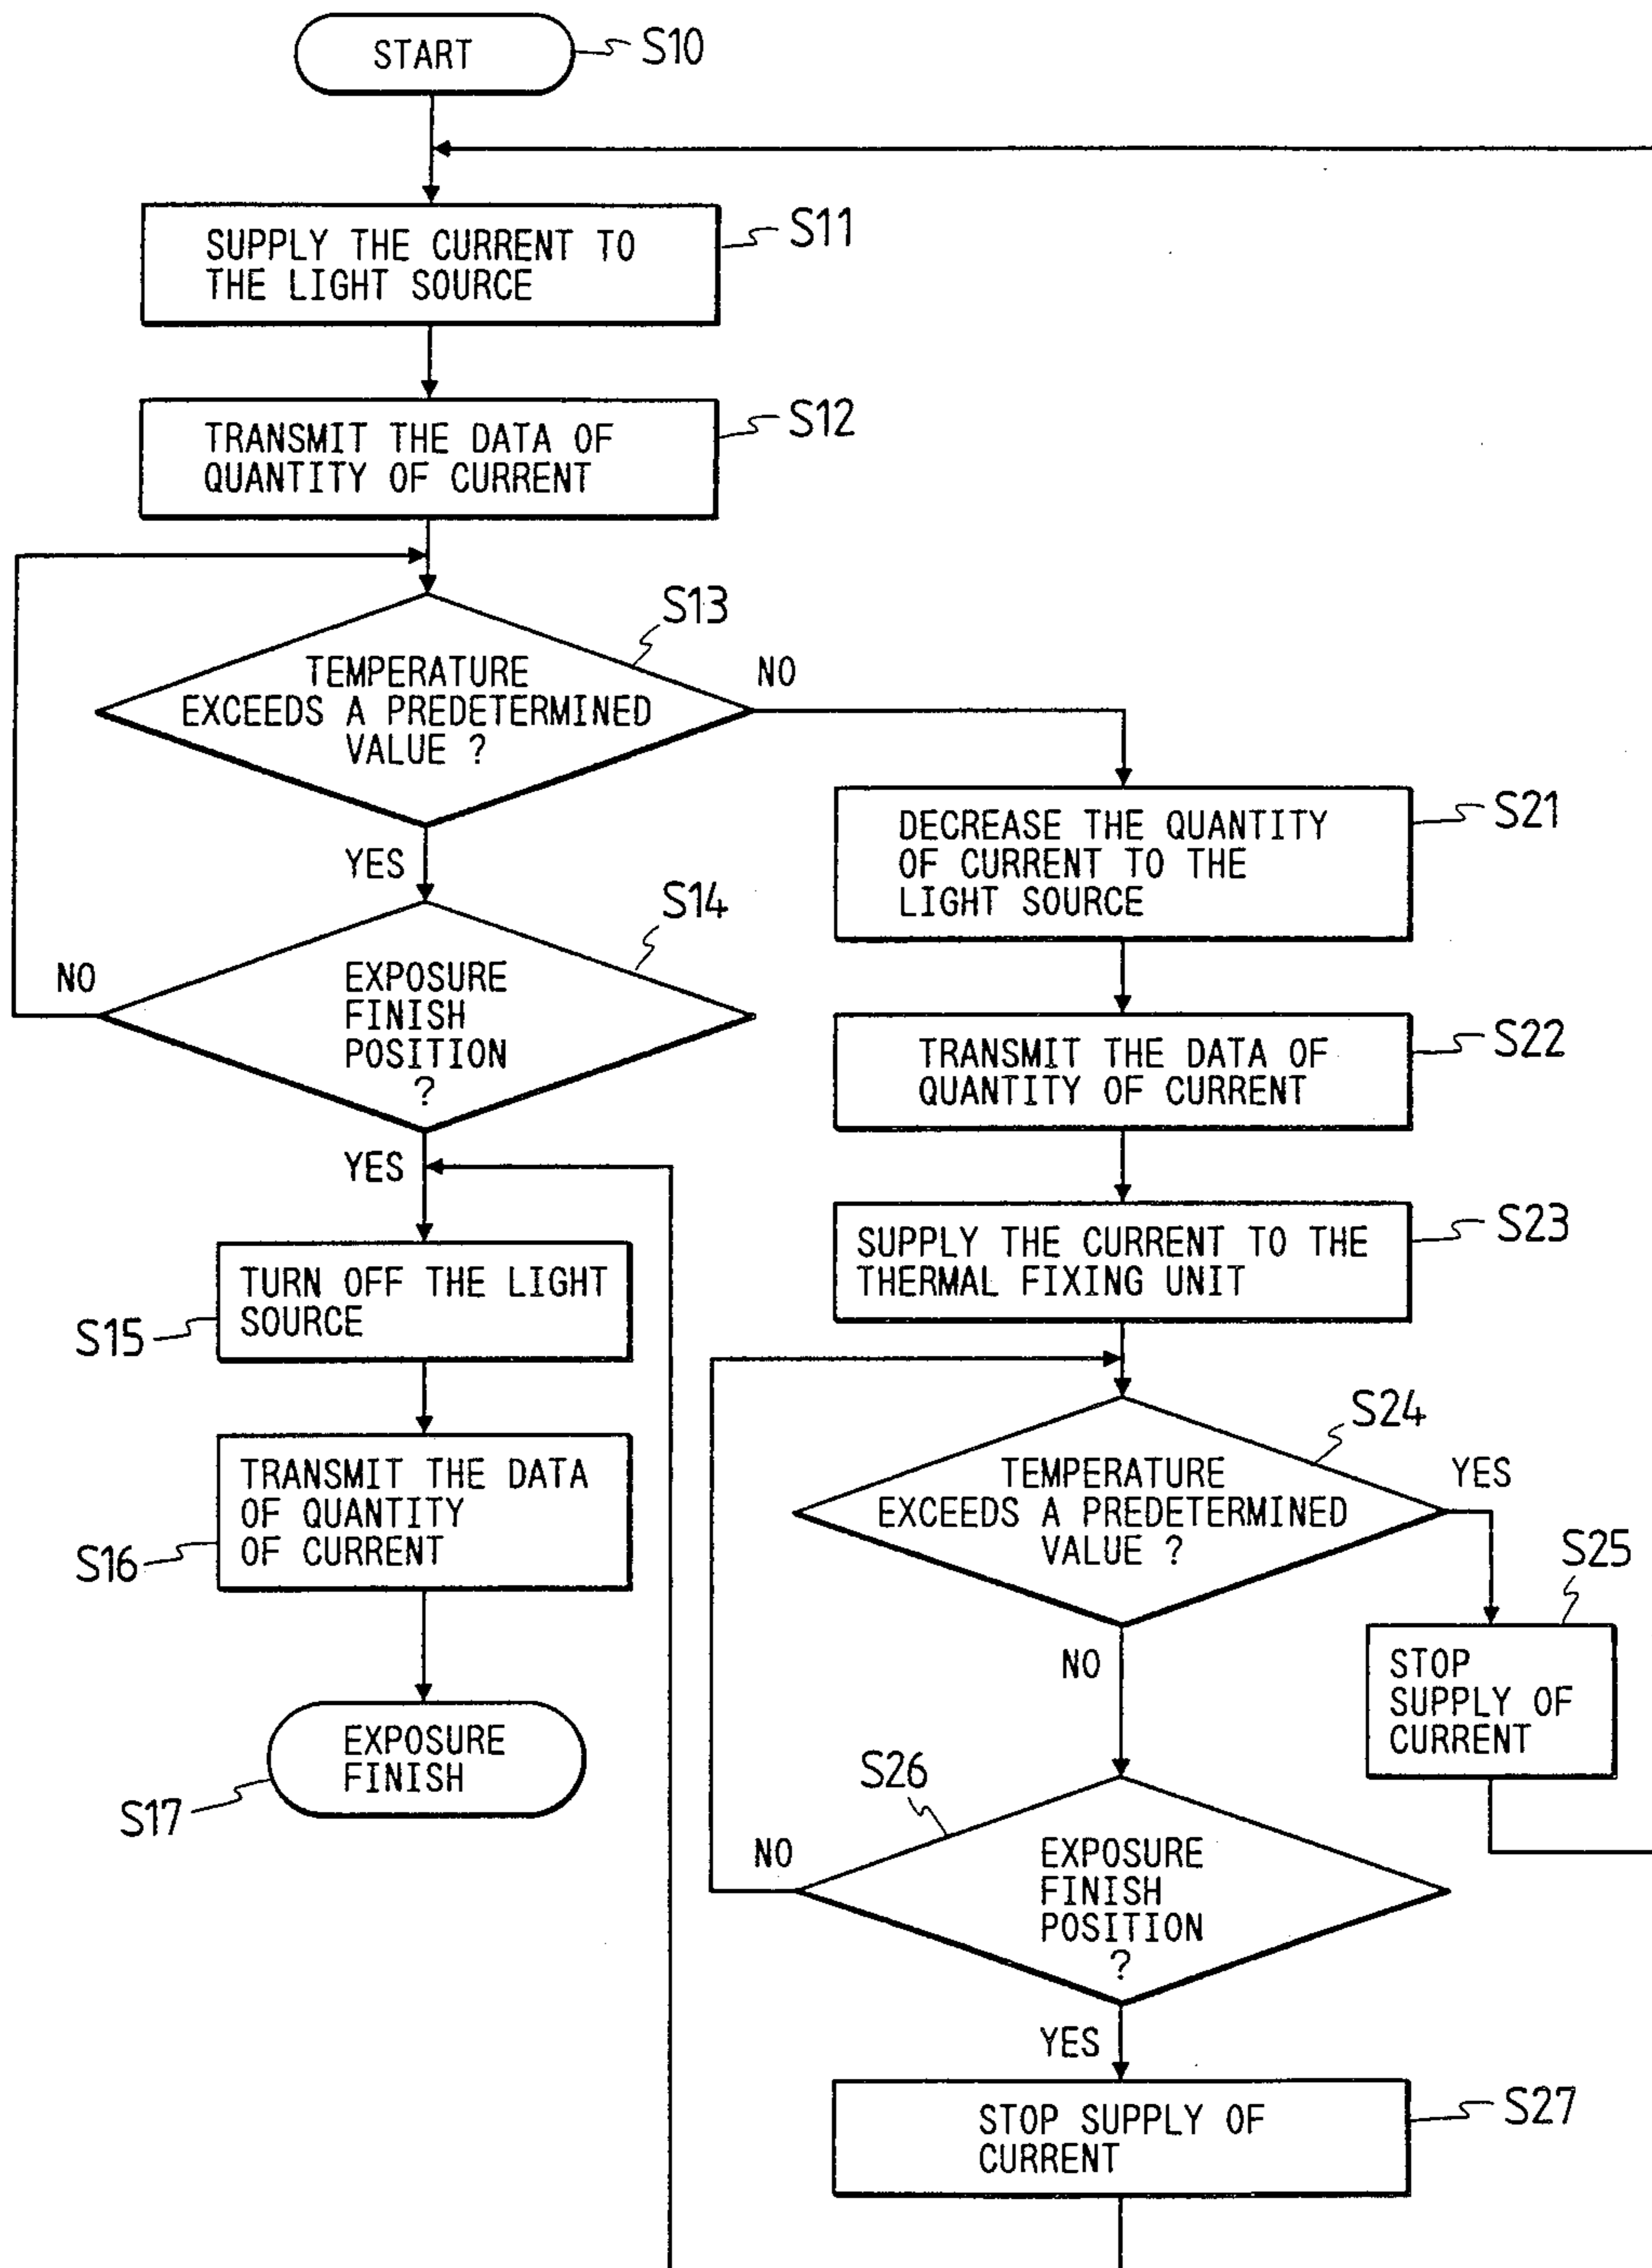 START
S10
SUPPLY THE CURRENT TO
THE LIGHT SOURCE
S11
TRANSMIT THE DATA OF
QUANTITY OF CURRENT
S12
S13
TEMPERATURE
EXCEEDS A PREDETERMINED
VALUE ?
NO
YES
S14
EXPOSURE
FINISH
POSITION
?
NO
YES
TURN OFF THE LIGHT
SOURCE
S15
TRANSMIT THE DATA
OF QUANTITY
OF CURRENT
S16
EXPOSURE
FINISH
S17
DECREASE THE QUANTITY
OF CURRENT TO THE
LIGHT SOURCE
S21
TRANSMIT THE DATA OF
QUANTITY OF CURRENT
S22
SUPPLY THE CURRENT TO THE
THERMAL FIXING UNIT
S23
S24
TEMPERATURE
EXCEEDS A PREDETERMINED
VALUE ?
YES
S25
STOP
SUPPLY OF
CURRENT
NO
S26
EXPOSURE
FINISH
POSITION
?
NO
YES
STOP SUPPLY OF
CURRENT
S27